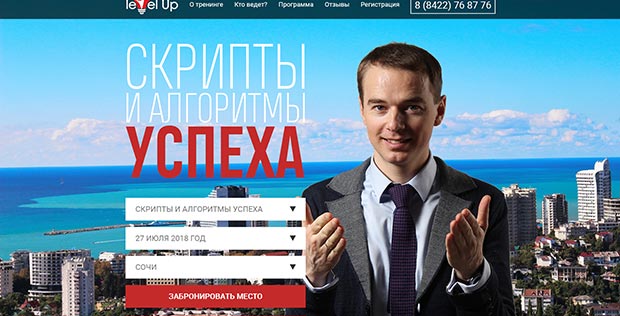 level Up
О тренинге Кто ведет? Программа Отзывы Регистрация 8 (8422) 76 87 76
СКРИПТЫ
И АЛГОРИТМЫ
УСПЕХА
СКРИПТЫ И АЛГОРИТМЫ УСПЕХА
27 ИЮЛЯ 2018 ГОД
СОЧИ
ЗАБРОНИРОВАТЬ МЕСТО